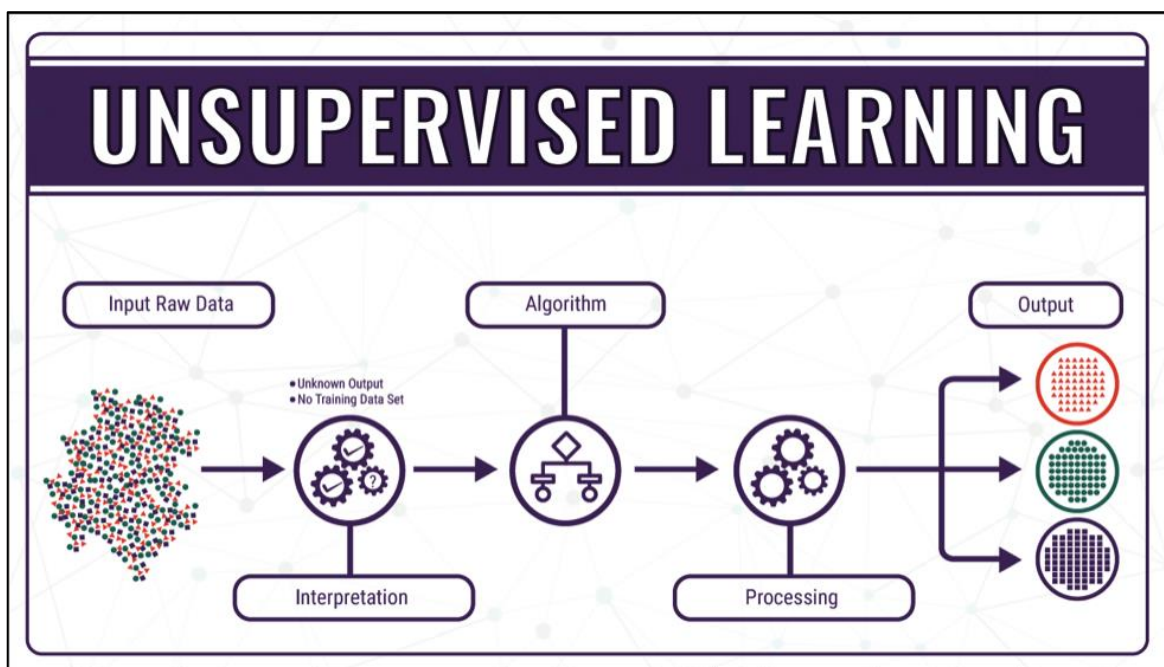 UNSUPERVISED LEARNING
Input Raw Data
Algorithm
Output
● Unknown Output
● No Training Data Set
?
Interpretation
Processing